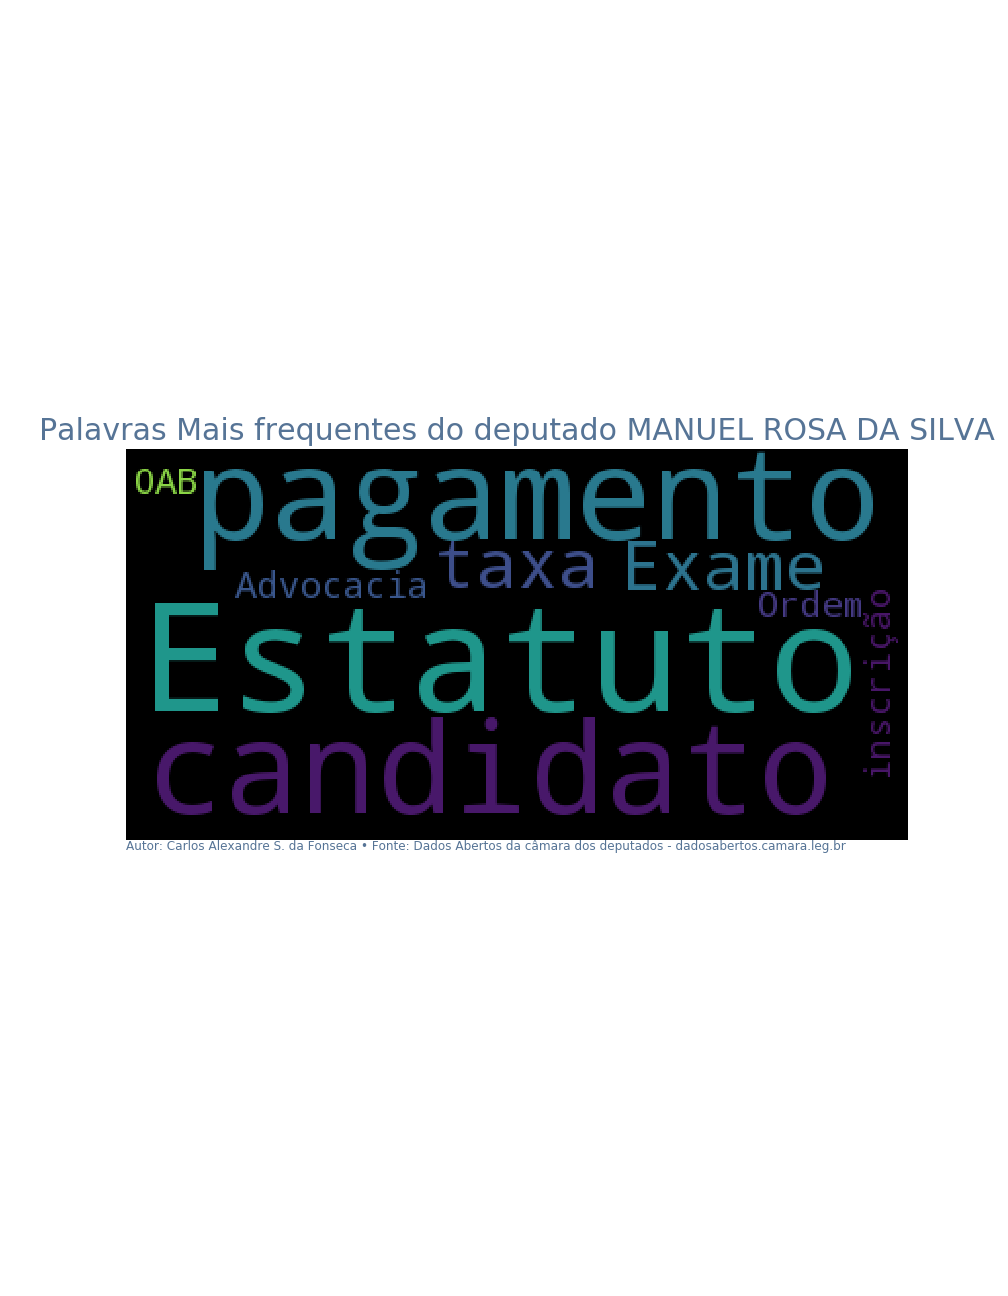 Palavras Mais frequentes do deputado MANUEL ROSA DA SILVA
OAB
pagamento
taxa
Exame
Advocacia
Ordem
Estatuto
inscrição
candidato
Autor: Carlos Alexandre S. da Fonseca • Fonte: Dados Abertos da câmara dos deputados - dadosabertos.camara.leg.br